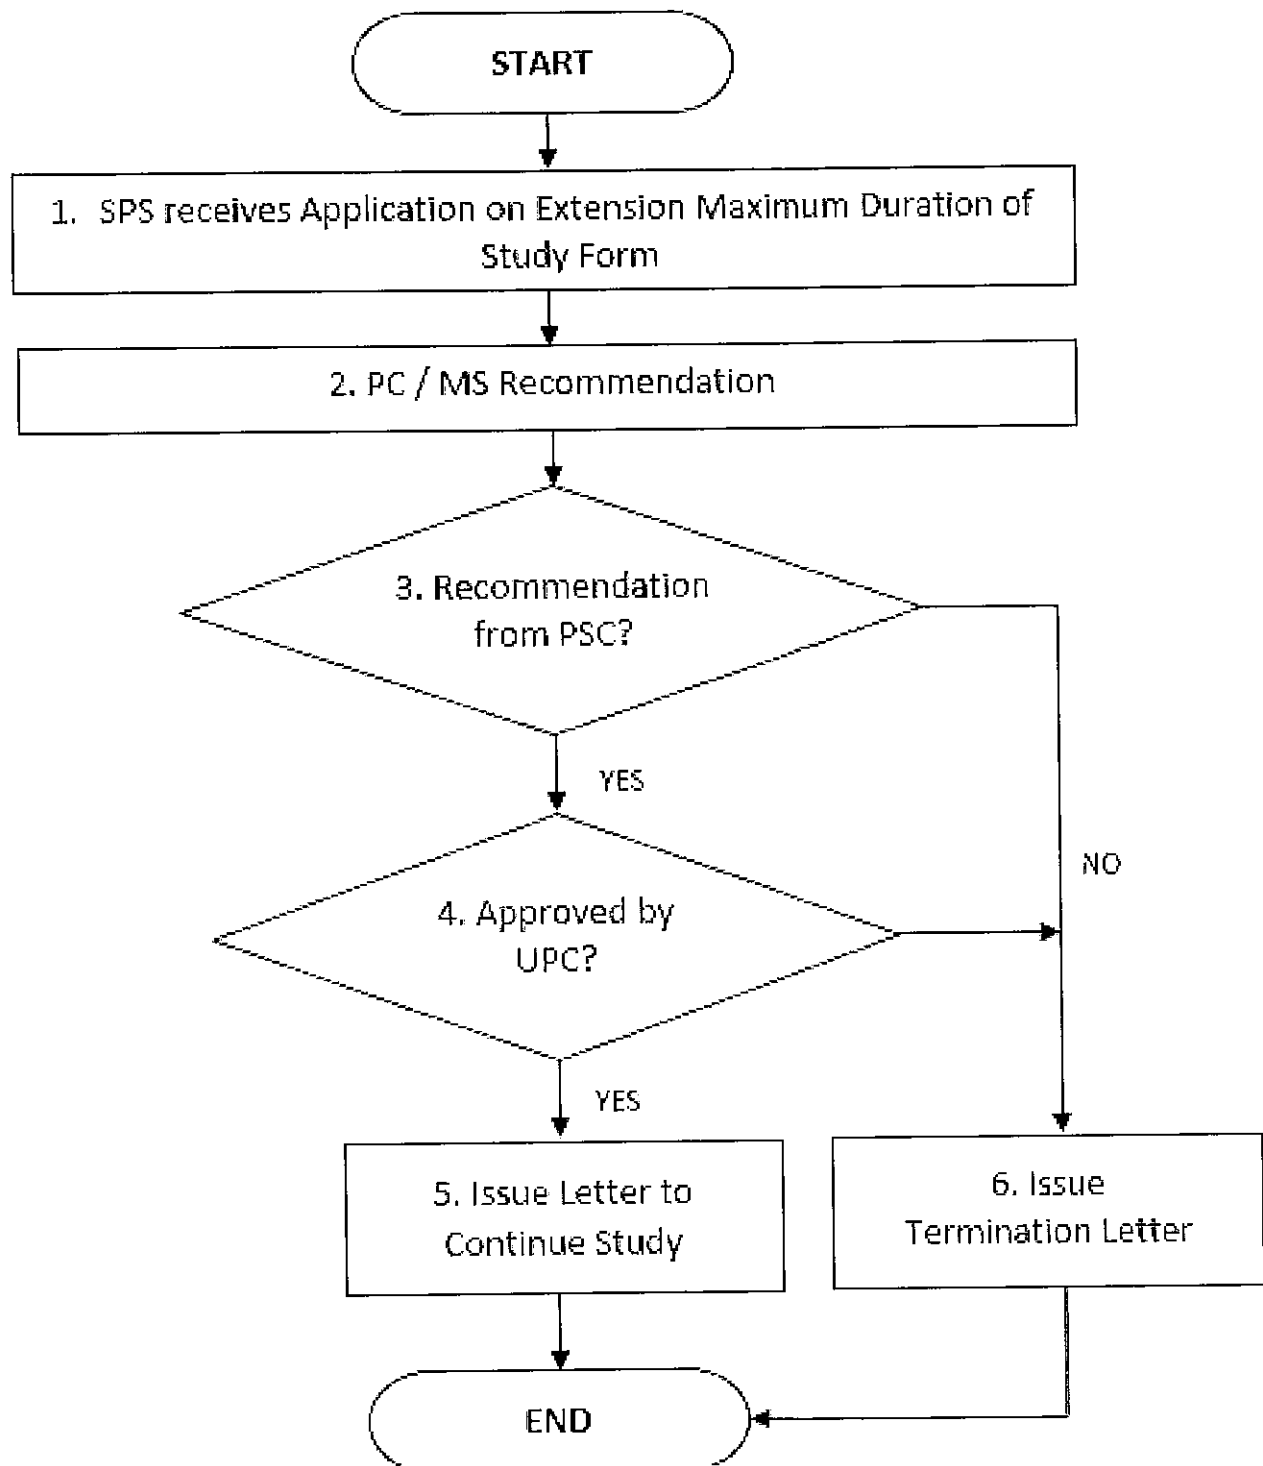 START
1. SPS receives Application on Extension Maximum Duration of
Study Form
2. PC / MS Recommendation
3. Recommendation
from PSC?
YES
NO
4. Approved by
UPC?
YES
5. Issue Letter to
Continue Study
6. Issue
Termination Letter
END